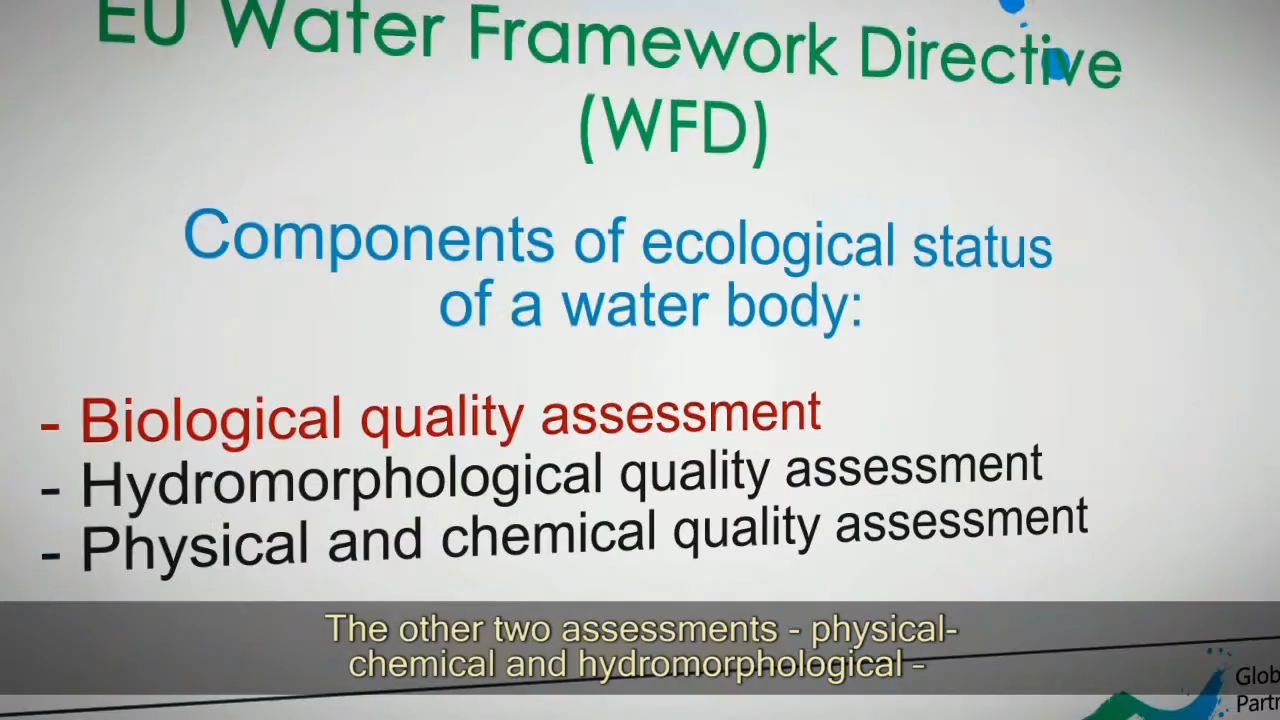 EU Water Framework Directive
(WFD)
Components of ecological status
of a water body:
- Biological quality assessment
- Hydromorphological quality assessment
- Physical and chemical quality assessment
The other two assessments - physical-
chemical and hydromorphological -